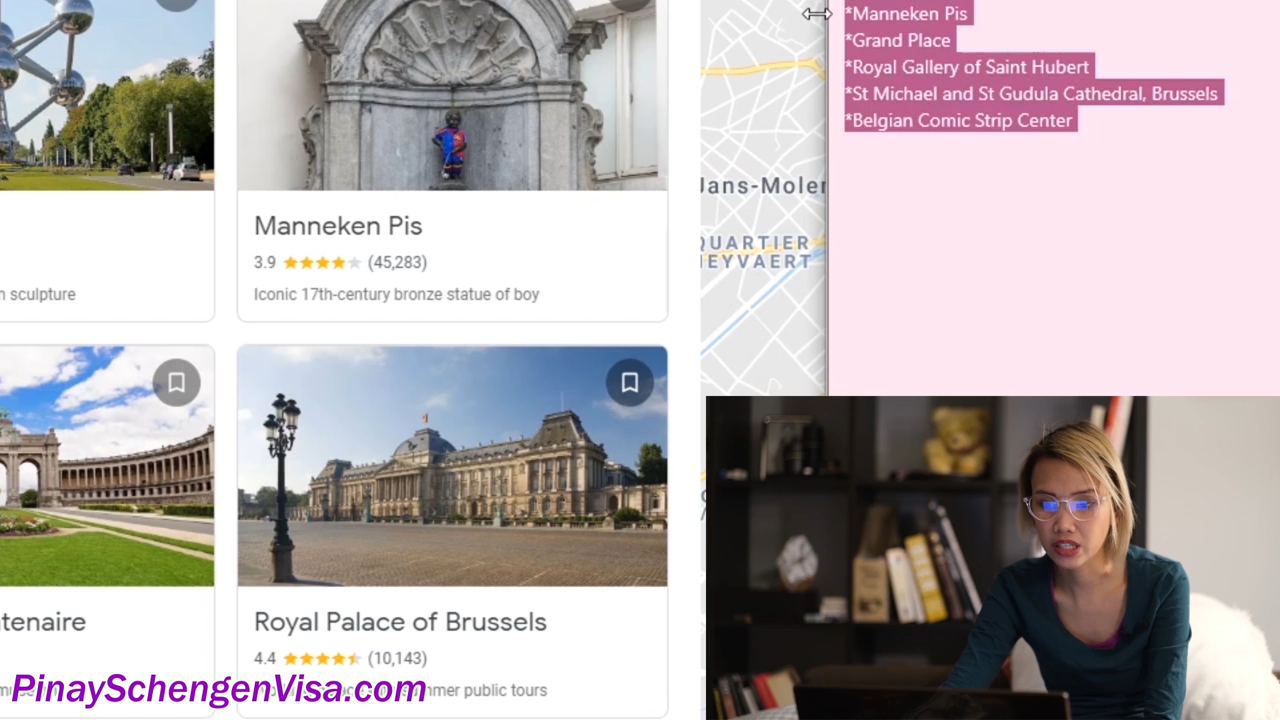 *Manneken Pis
*Grand Place
*Royal Gallery of Saint Hubert
*St Michael and St Gudula Cathedral, Brussels
*Belgian Comic Strip Center
Manneken Pis
3.9 (45,283)
sculpture
Iconic 17th-century bronze statue of boy
Jans-Molen
QUARTIER
HEYVAERT
tenaire
Royal Palace of Brussels
4.4 (10,143)
summer public tours
PinaySchengenVisa.com